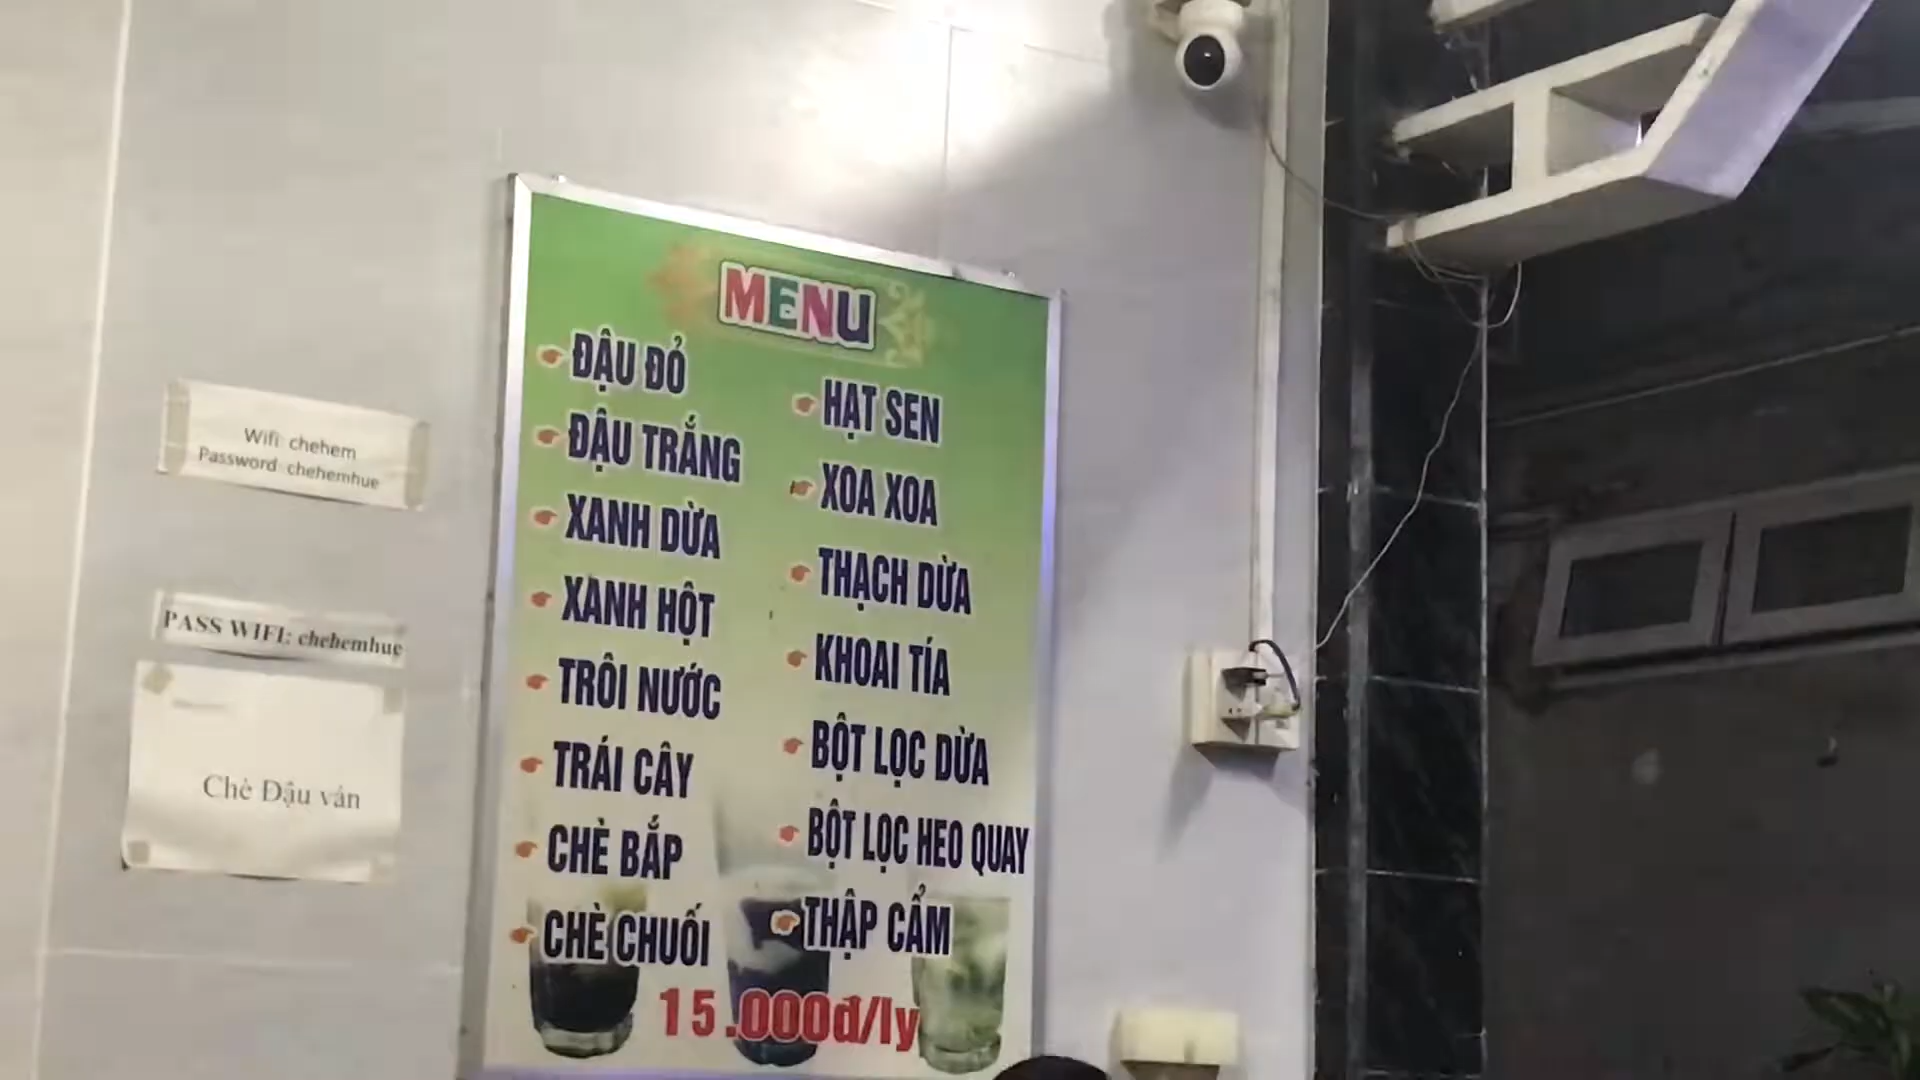 Wifi: chehem
Password: chehemhue
PASS WIFI: chehemhue
Chè Đậu ván
MENU
ĐẬU ĐỎ
ĐẬU TRẮNG
XANH DỪA
XANH HỘT
TRÔI NƯỚC
TRÁI CÂY
CHÈ BẮP
CHÈ CHUỐI
HẠT SEN
XOA XOA
THẠCH DỪA
KHOAI TÍA
BỘT LỌC DỪA
BỘT LỌC HEO QUAY
THẬP CẨM
15.000đ/ly